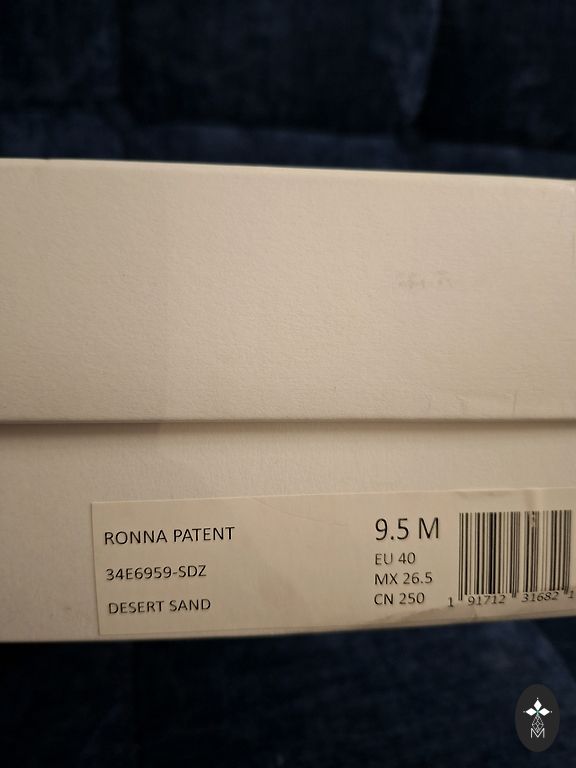 RONNA PATENT
34E6959-SDZ
DESERT SAND
9.5 M
EU 40
MX 26.5
CN 250
1 91712 31682 1
M